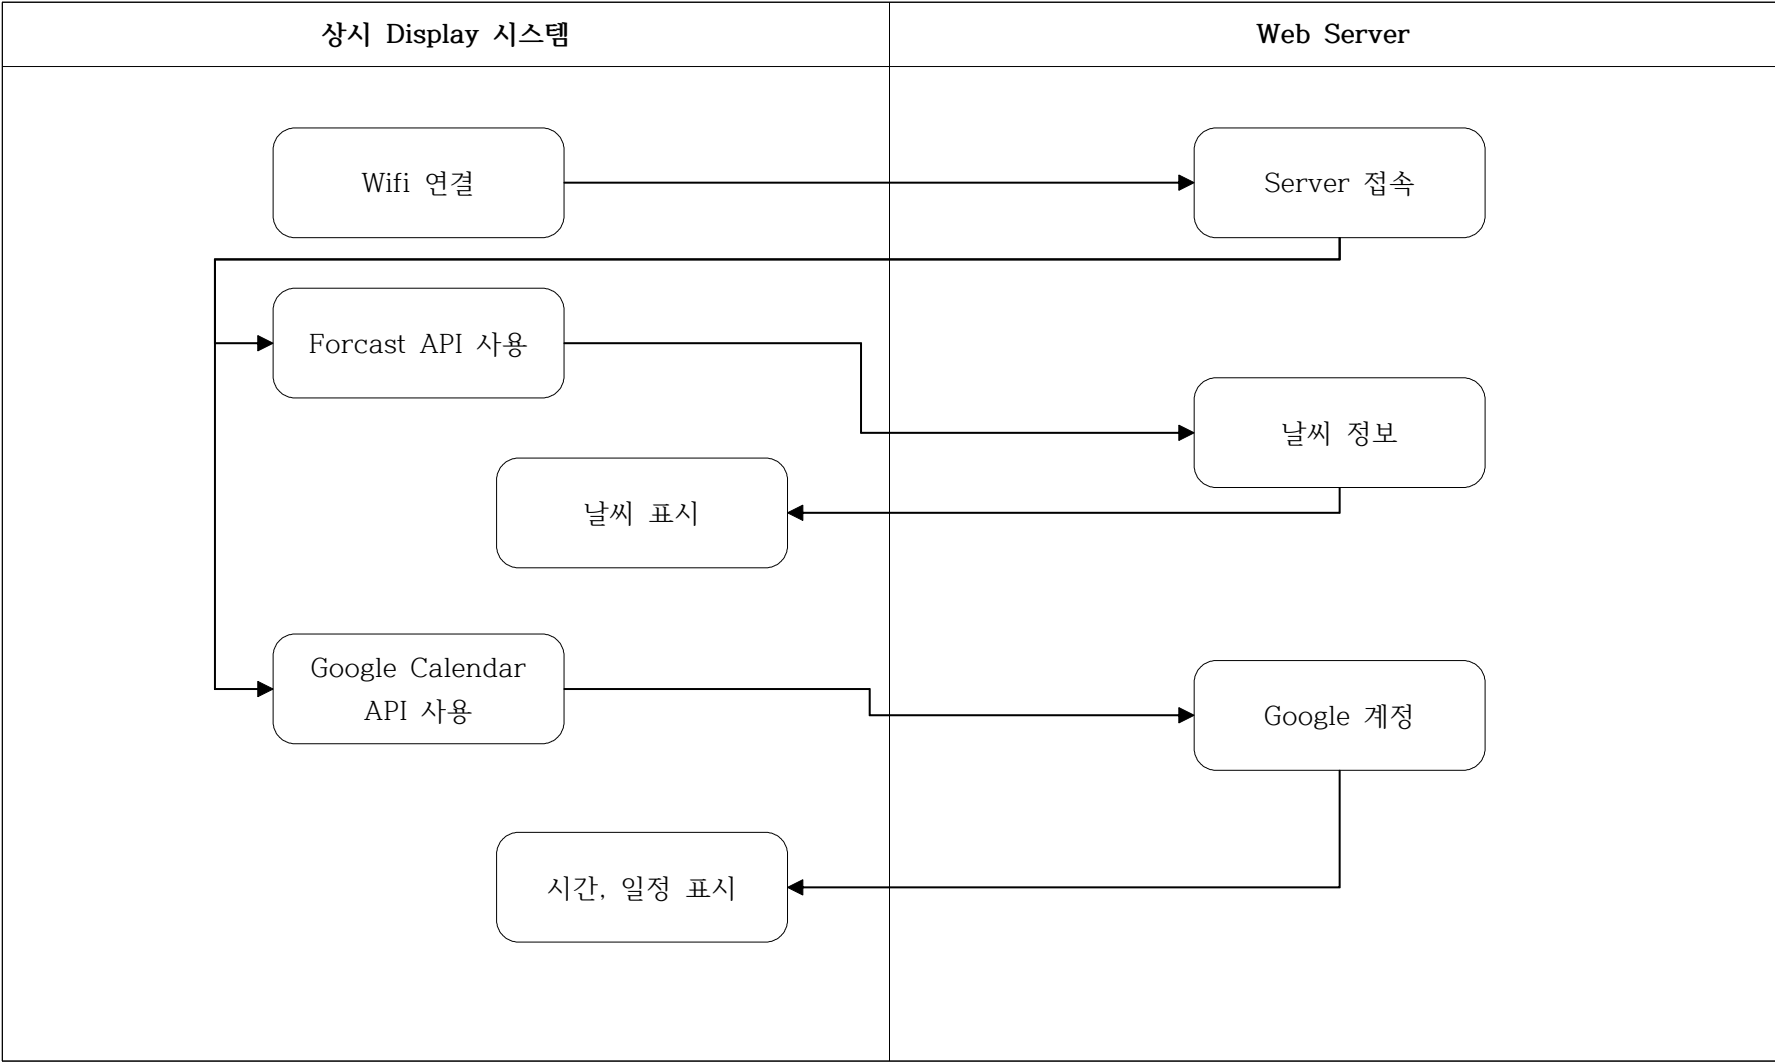 상시 Display 시스템
Web Server
Wifi 연결
Server 접속
Forcast API 사용
날씨 정보
날씨 표시
Google Calendar
API 사용
Google 계정
시간, 일정 표시